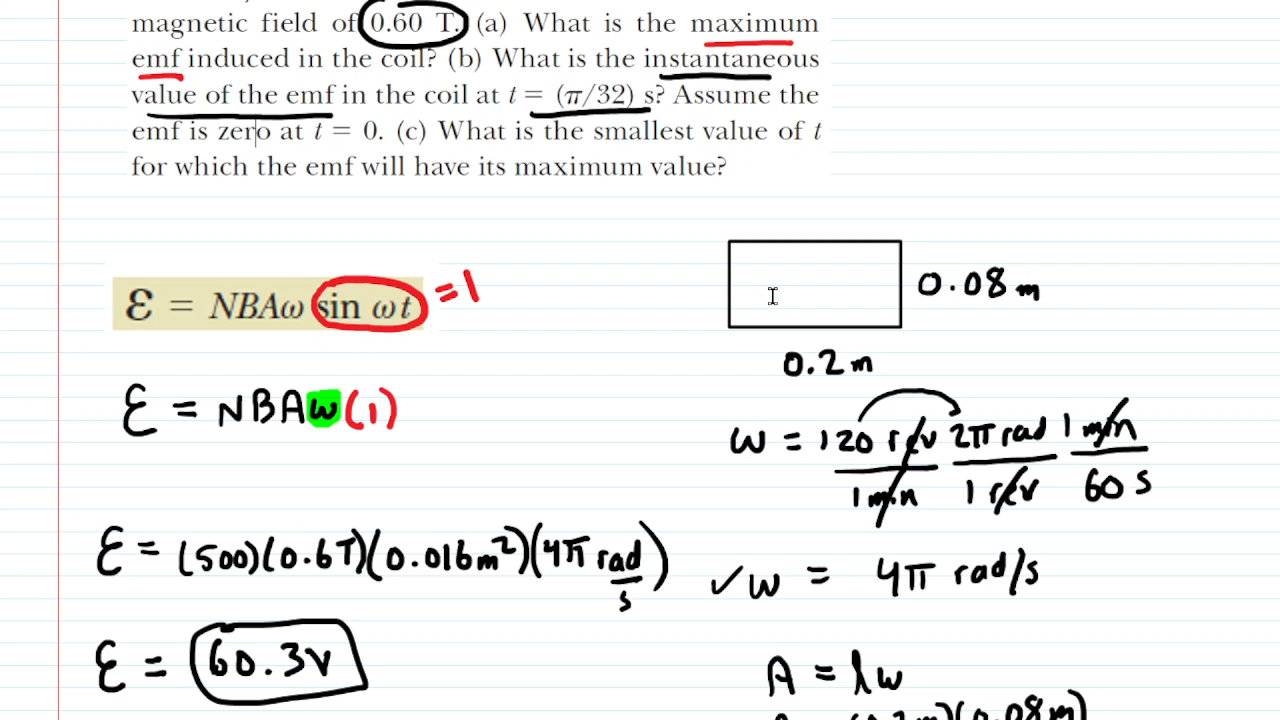 magnetic field of 0.60 T. (a) What is the maximum
emf induced in the coil? (b) What is the instantaneous
value of the emf in the coil at t = (π/32) s? Assume the
emf is zero at t = 0. (c) What is the smallest value of t
for which the emf will have its maximum value?
ℰ = NBAω sin ωt = 1
0.08 m
0.2 m
ℰ = NBAω(1)
ω = 120 rev 2π rad 1 min
1 min 1 rev 60 s
ℰ = (500)(0.6T)(0.016m²)(4π rad/s)
✓ω = 4π rad/s
ℰ = 60.3v
A = lw
(0.2m)(0.08m)